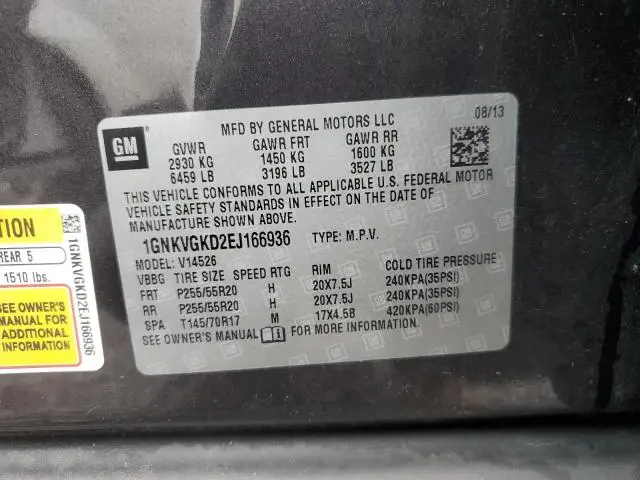 GM
MFD BY GENERAL MOTORS LLC
08/13
GVWR GAWR FRT GAWR RR
2930 KG 1450 KG 1600 KG
6459 LB 3196 LB 3527 LB
THIS VEHICLE CONFORMS TO ALL APPLICABLE U.S. FEDERAL MOTOR
VEHICLE SAFETY STANDARDS IN EFFECT ON THE DATE OF
MANUFACTURE SHOWN ABOVE.
1GNKVGKD2EJ166936 TYPE: M.P.V.
MODEL: V14526
VBBG TIRE SIZE SPEED RTG RIM COLD TIRE PRESSURE
FRT P255/55R20 H 20X7.5J 240KPA(35PSI)
RR P255/55R20 H 20X7.5J 240KPA(35PSI)
SPA T145/70R17 M 17X4.5B 420KPA(60PSI)
SEE OWNER'S MANUAL FOR MORE INFORMATION.
TION
REAR 5
1510 lbs.
SEE OWNER'S
MANUAL FOR
ADDITIONAL
INFORMATION
1GNKVGKD2EJ166936